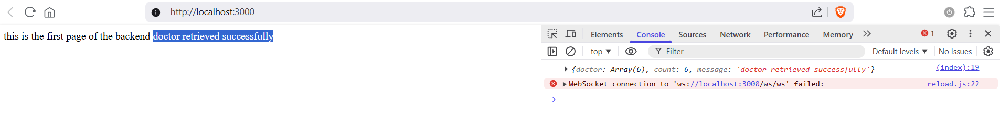 http://localhost:3000
this is the first page of the backend doctor retrieved successfully
Elements Console Sources Network Performance Memory 1
top Filter Default levels No Issues
{doctor: Array(6), count: 6, message: 'doctor retrieved successfully'} (index):19
WebSocket connection to 'ws://localhost:3000/ws/ws' failed: reload.js:22